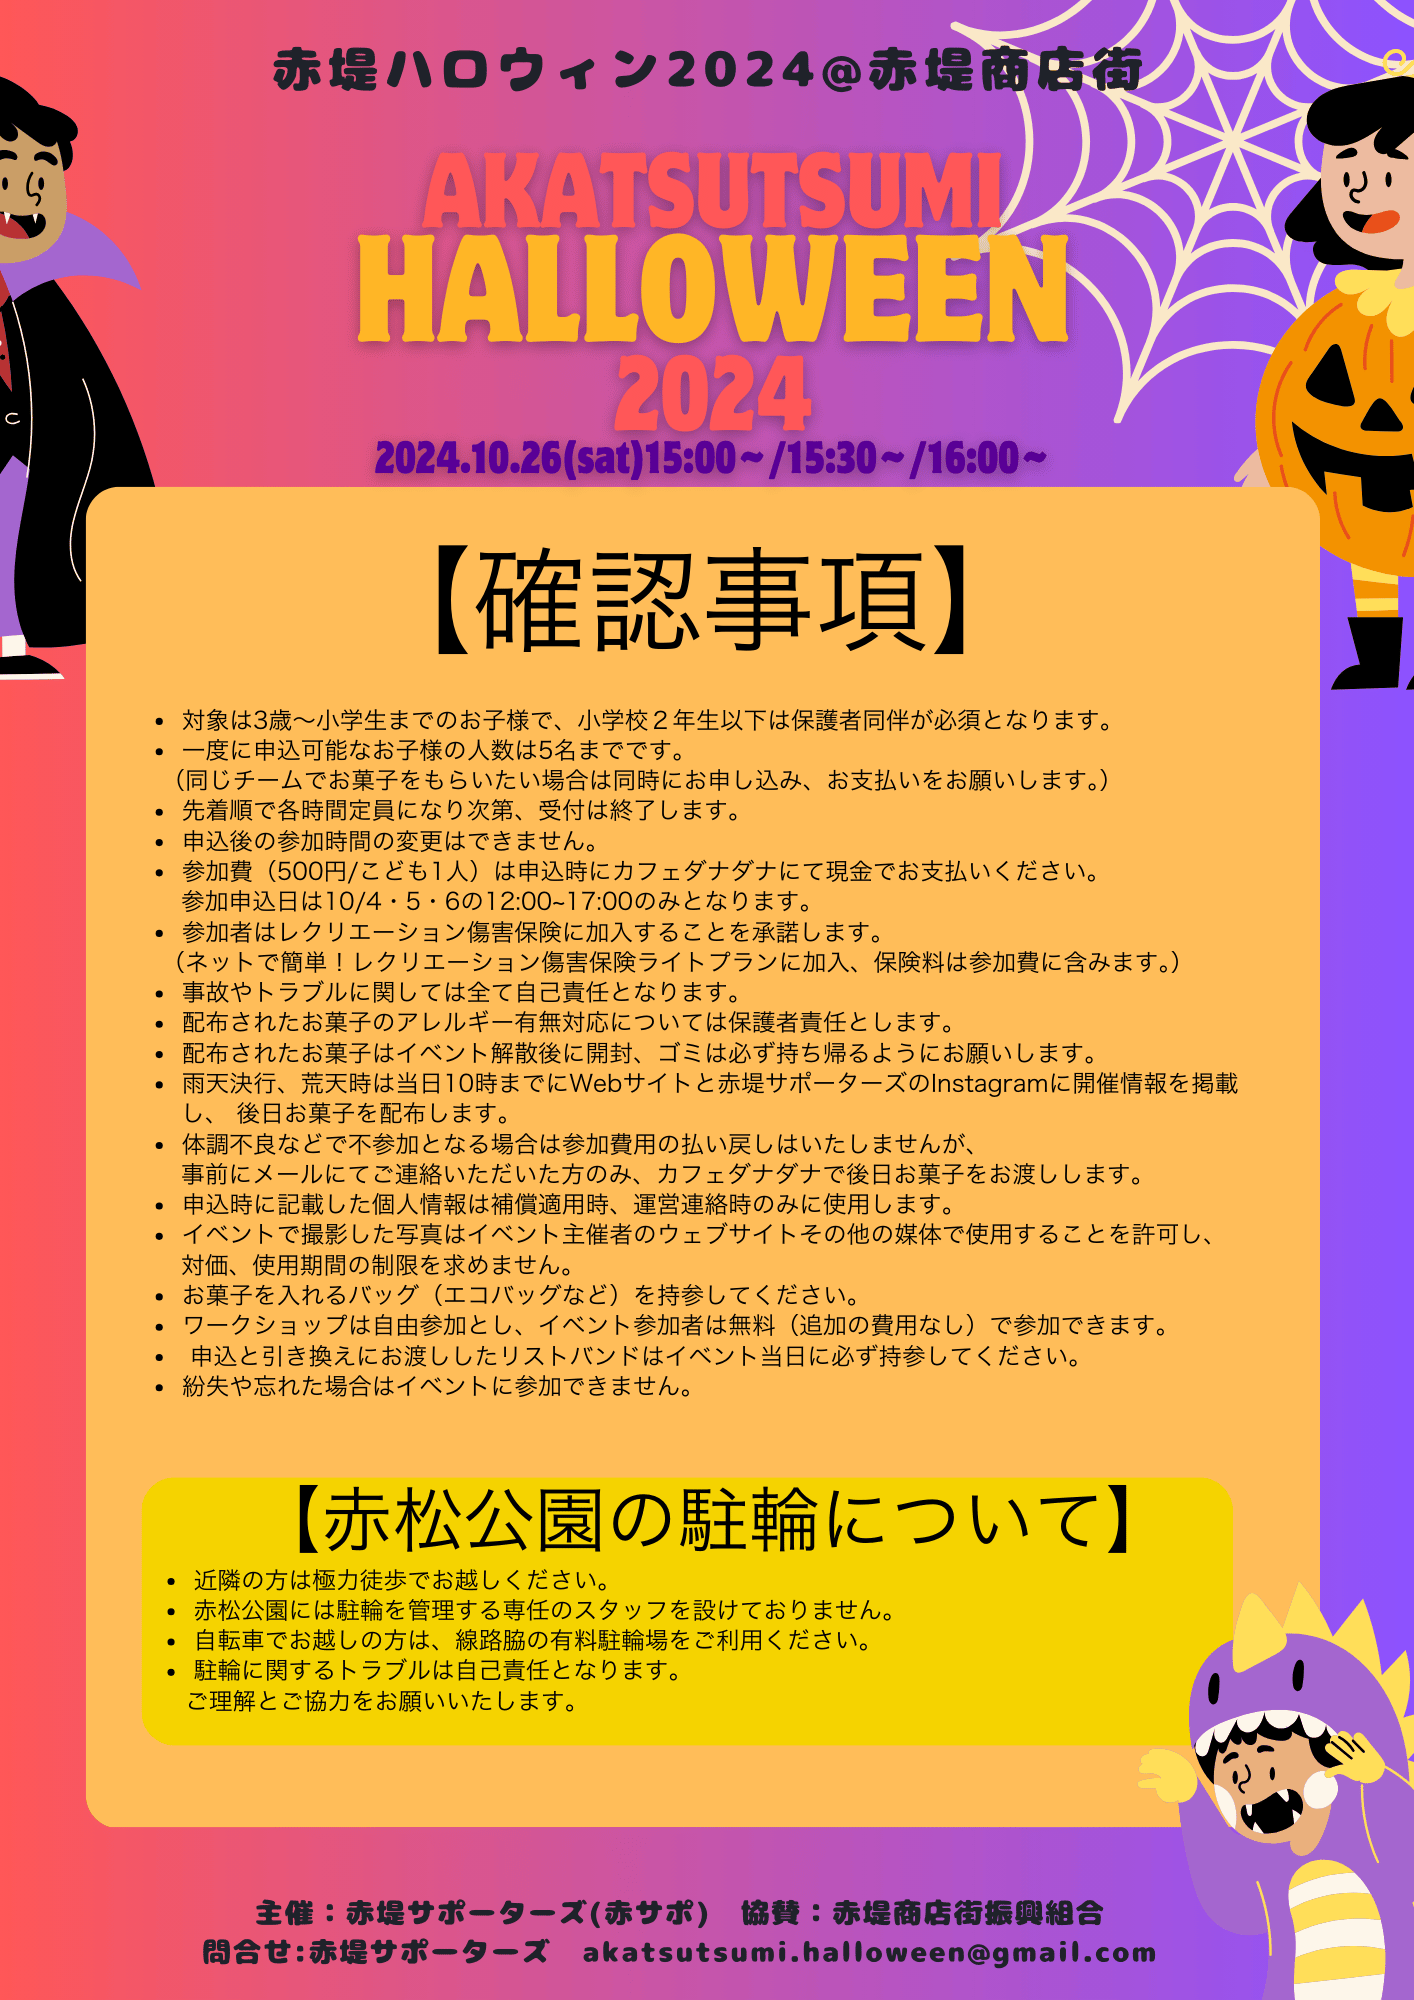 赤堤ハロウィン2024@赤堤商店街
AKATSUTSUMI
HALLOWEEN
2024
2024.10.26(sat)15:00～/15:30～/16:00～
【確認事項】
• 対象は3歳〜小学生までのお子様で、小学校２年生以下は保護者同伴が必須となります。
• 一度に申込可能なお子様の人数は5名までです。
（同じチームでお菓子をもらいたい場合は同時にお申し込み、お支払いをお願いします。）
• 先着順で各時間定員になり次第、受付は終了します。
• 申込後の参加時間の変更はできません。
• 参加費（500円/こども1人）は申込時にカフェダナダナにて現金でお支払いください。
参加申込日は10/4・5・6の12:00~17:00のみとなります。
• 参加者はレクリエーション傷害保険に加入することを承諾します。
（ネットで簡単！レクリエーション傷害保険ライトプランに加入、保険料は参加費に含みます。）
• 事故やトラブルに関しては全て自己責任となります。
• 配布されたお菓子のアレルギー有無対応については保護者責任とします。
• 配布されたお菓子はイベント解散後に開封、ゴミは必ず持ち帰るようにお願いします。
• 雨天決行、荒天時は当日10時までにWebサイトと赤堤サポーターズのInstagramに開催情報を掲載
し、 後日お菓子を配布します。
• 体調不良などで不参加となる場合は参加費用の払い戻しはいたしませんが、
事前にメールにてご連絡いただいた方のみ、カフェダナダナで後日お菓子をお渡しします。
• 申込時に記載した個人情報は補償適用時、運営連絡時のみに使用します。
• イベントで撮影した写真はイベント主催者のウェブサイトその他の媒体で使用することを許可し、
対価、使用期間の制限を求めません。
• お菓子を入れるバッグ（エコバッグなど）を持参してください。
• ワークショップは自由参加とし、イベント参加者は無料（追加の費用なし）で参加できます。
• 申込と引き換えにお渡ししたリストバンドはイベント当日に必ず持参してください。
• 紛失や忘れた場合はイベントに参加できません。
【赤松公園の駐輪について】
• 近隣の方は極力徒歩でお越しください。
• 赤松公園には駐輪を管理する専任のスタッフを設けておりません。
• 自転車でお越しの方は、線路脇の有料駐輪場をご利用ください。
• 駐輪に関するトラブルは自己責任となります。
ご理解とご協力をお願いいたします。
主催：赤堤サポーターズ(赤サポ)　協賛：赤堤商店街振興組合
問合せ:赤堤サポーターズ　akatsutsumi.halloween@gmail.com